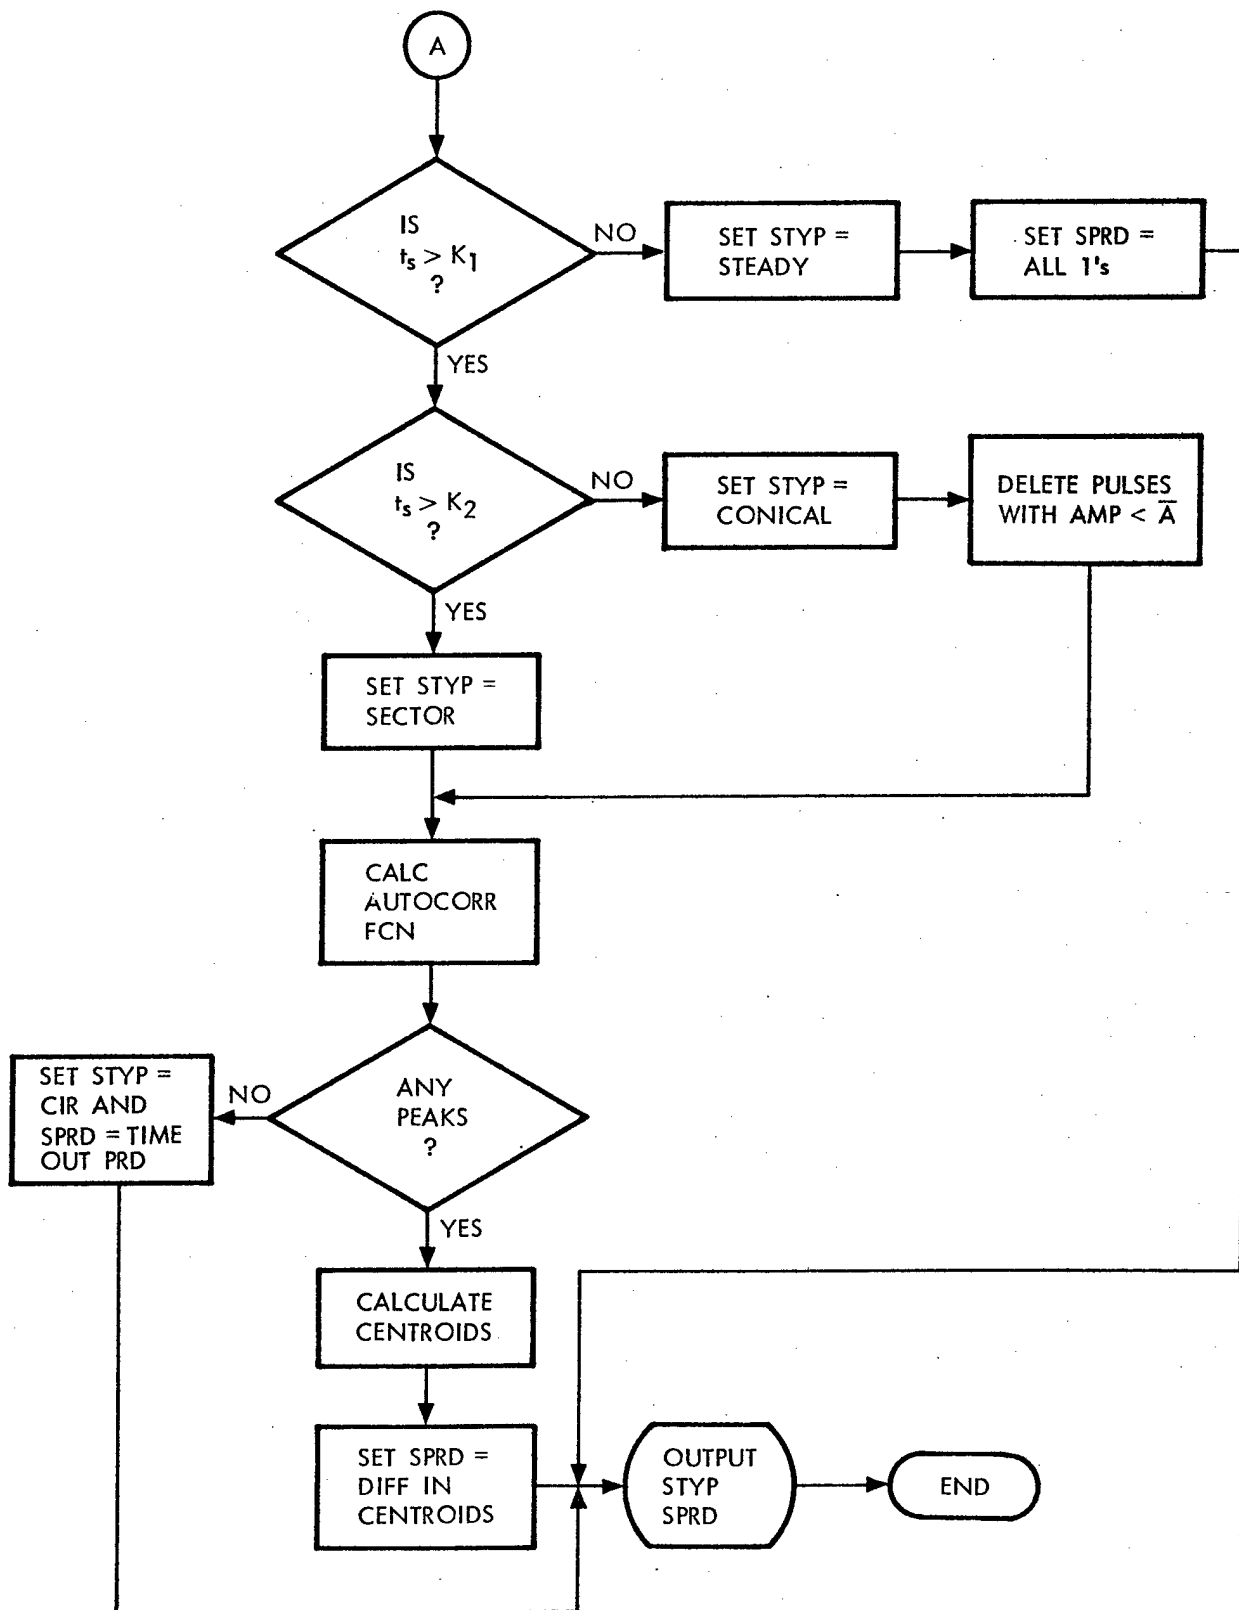 A
IS
ts > K1
?
NO
SET STYP =
STEADY
SET SPRD =
ALL 1's
YES
IS
ts > K2
?
NO
SET STYP =
CONICAL
DELETE PULSES
WITH AMP < A̅
YES
SET STYP =
SECTOR
CALC
AUTOCORR
FCN
ANY
PEAKS
?
NO
SET STYP =
CIR AND
SPRD = TIME
OUT PRD
YES
CALCULATE
CENTROIDS
SET SPRD =
DIFF IN
CENTROIDS
OUTPUT
STYP
SPRD
END